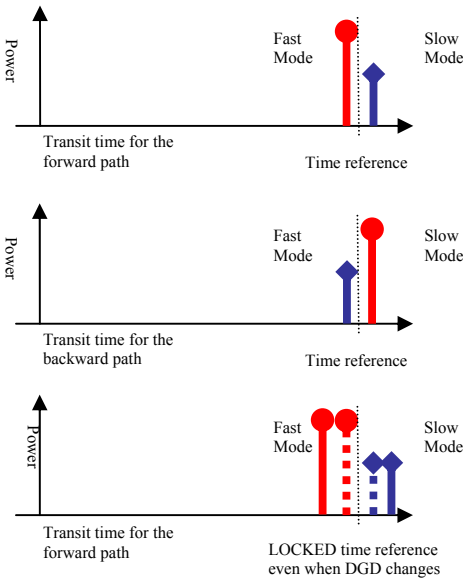 Power
Fast
Mode
Slow
Mode
Transit time for the
forward path
Time reference
Power
Fast
Mode
Slow
Mode
Transit time for the
backward path
Time reference
Power
Fast
Mode
Slow
Mode
Transit time for the
forward path
LOCKED time reference
even when DGD changes